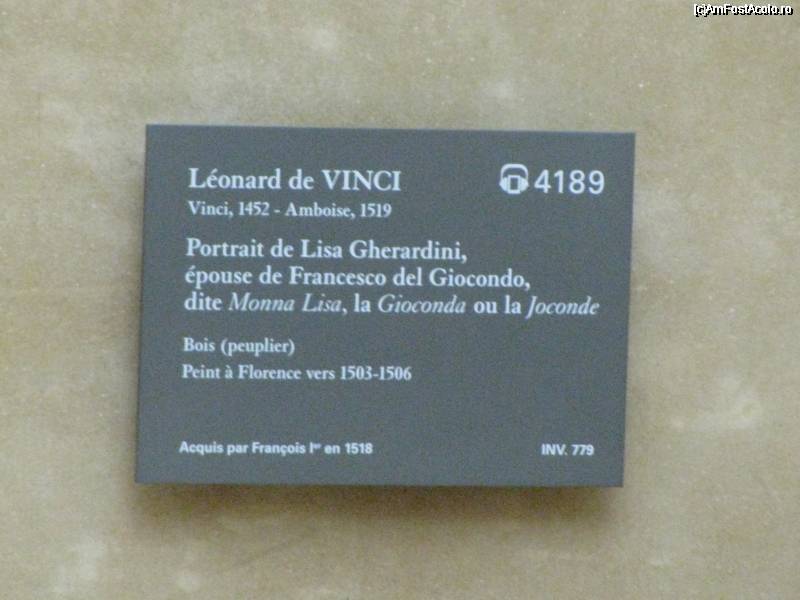 [c]AmFostAcolo.ro
Léonard de VINCI
4189
Vinci, 1452 - Amboise, 1519
Portrait de Lisa Gherardini,
épouse de Francesco del Giocondo,
dite Monna Lisa, la Gioconda ou la Joconde
Bois (peuplier)
Peint à Florence vers 1503-1506
Acquis par François Ier en 1518
INV. 779